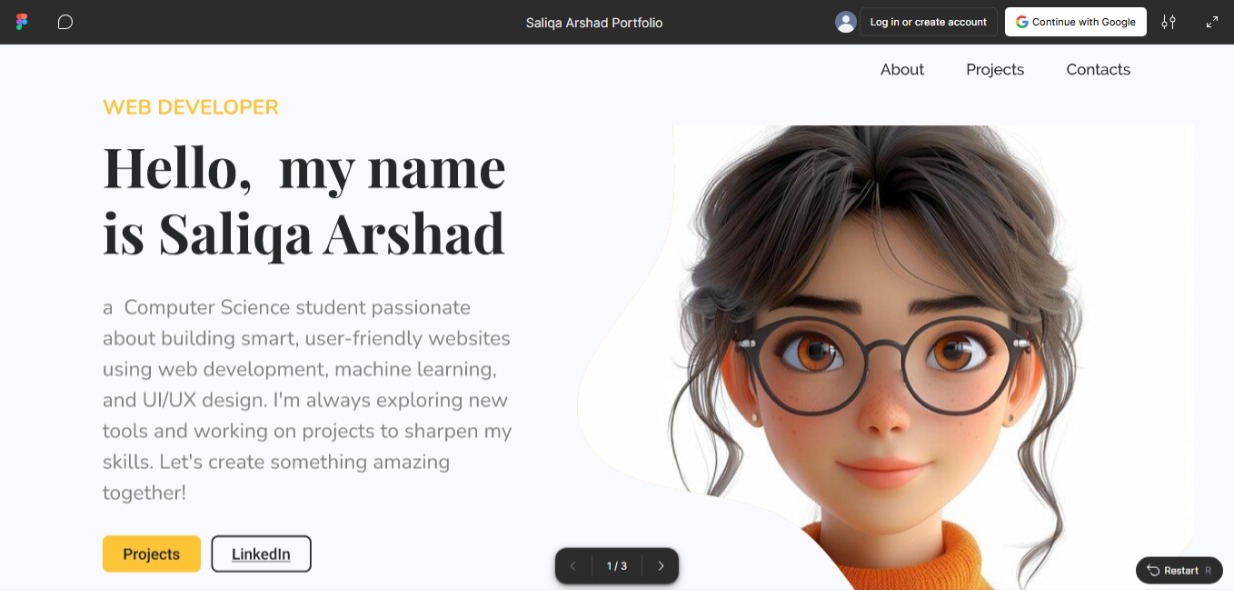 Saliqa Arshad Portfolio
Log in or create account
Continue with Google
About Projects Contacts
WEB DEVELOPER
Hello, my name
is Saliqa Arshad
a Computer Science student passionate
about building smart, user-friendly websites
using web development, machine learning,
and UI/UX design. I'm always exploring new
tools and working on projects to sharpen my
skills. Let's create something amazing
together!
Projects LinkedIn
1 / 3
Restart R